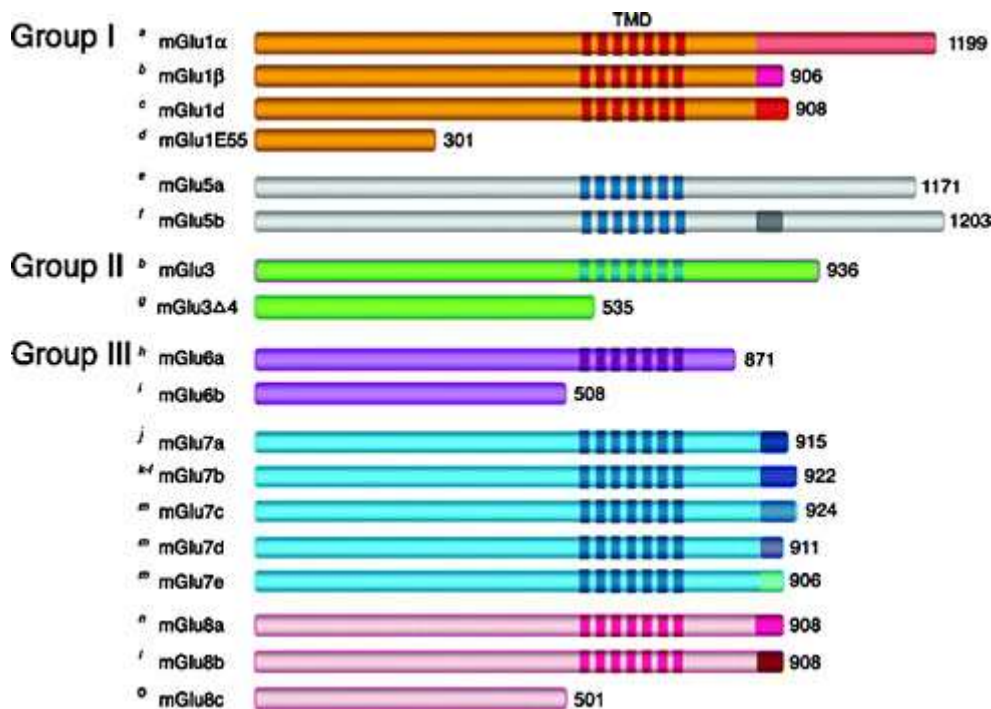 TMD
Group I a mGlu1α 1199
b mGlu1β 906
c mGlu1d 908
d mGlu1E55 301
e mGlu5a 1171
f mGlu5b 1203
Group II b mGlu3 936
g mGlu3Δ4 535
Group III h mGlu6a 871
i mGlu6b 508
j mGlu7a 915
k-l mGlu7b 922
m mGlu7c 924
m mGlu7d 911
m mGlu7e 906
n mGlu8a 908
l mGlu8b 908
o mGlu8c 501